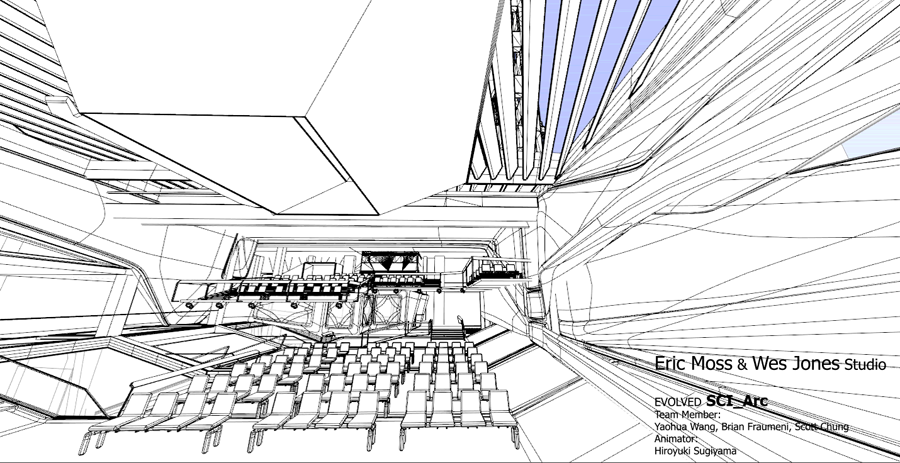 Eric Moss & Wes Jones Studio
EVOLVED SCI_Arc
Team Member:
Yaohua Wang, Brian Fraumeni, Scott Chung
Animator:
Hiroyuki Sugiyama